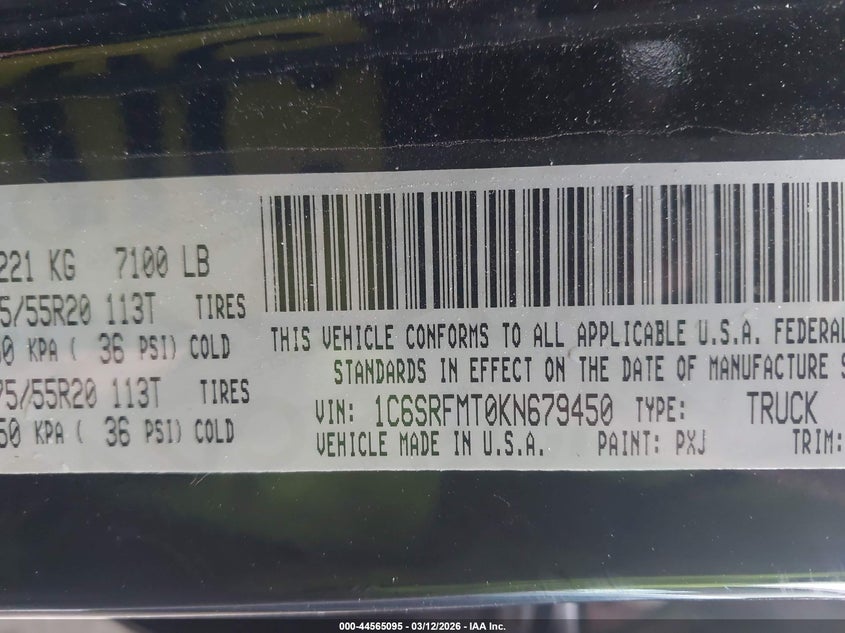 221 KG 7100 LB
5/55R20 113T TIRES
50 KPA ( 36 PSI) COLD
75/55R20 113T TIRES
50 KPA ( 36 PSI) COLD
THIS VEHICLE CONFORMS TO ALL APPLICABLE U.S.A. FEDERAL
STANDARDS IN EFFECT ON THE DATE OF MANUFACTURE S
VIN: 1C6SRFMT0KN679450 TYPE: TRUCK
VEHICLE MADE IN U.S.A. PAINT: PXJ TRIM:
000-44565095 - 03/12/2026 - IAA Inc.